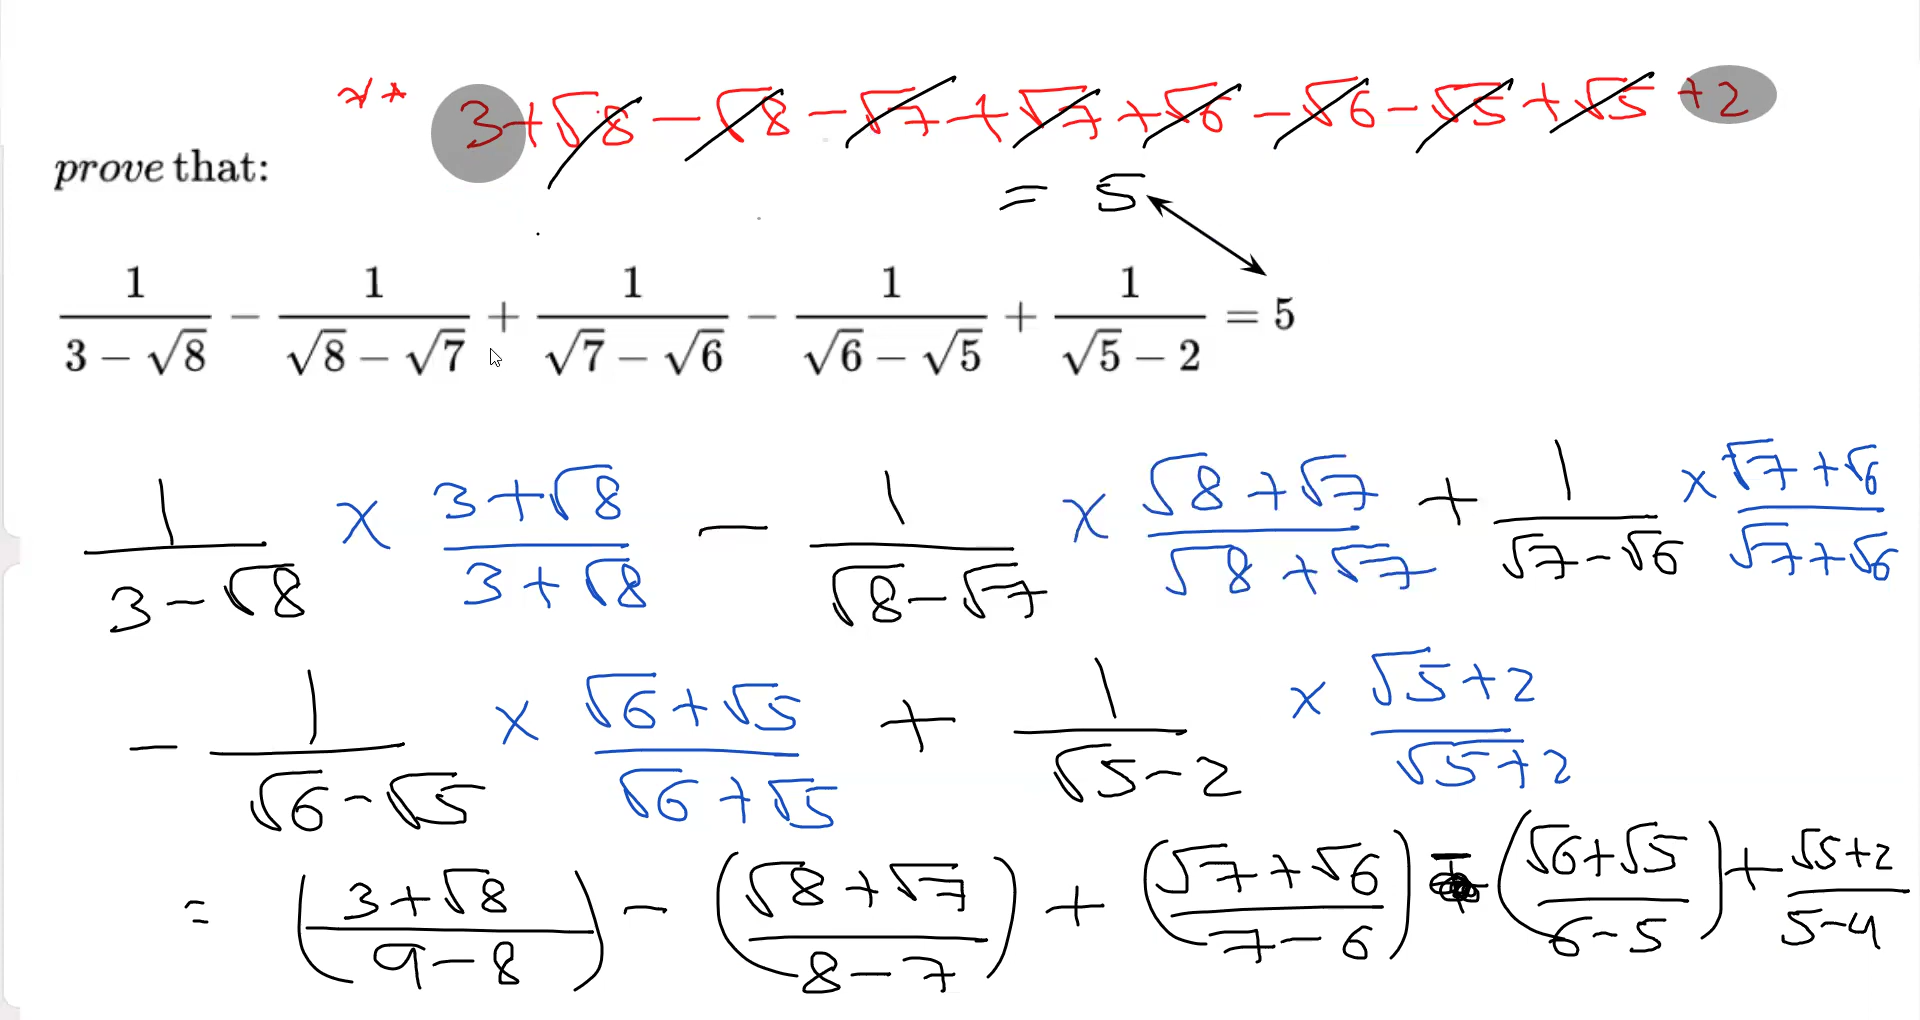 ** 3+√8 - √8 - √7 + √7 + √6 - √6 - √5 + √5 + 2
prove that:
= 5
1/(3 − √8) − 1/(√8 − √7) + 1/(√7 − √6) − 1/(√6 − √5) + 1/(√5 − 2) = 5
1/(3-√8) × (3+√8)/(3+√8) - 1/(√8-√7) × (√8+√7)/(√8+√7) + 1/(√7-√6) × (√7+√6)/(√7+√6)
- 1/(√6-√5) × (√6+√5)/(√6+√5) + 1/(√5-2) × (√5+2)/(√5+2)
= ((3+√8)/(9-8)) - ((√8+√7)/(8-7)) + ((√7+√6)/(7-6)) - ((√6+√5)/(6-5)) + (√5+2)/(5-4)